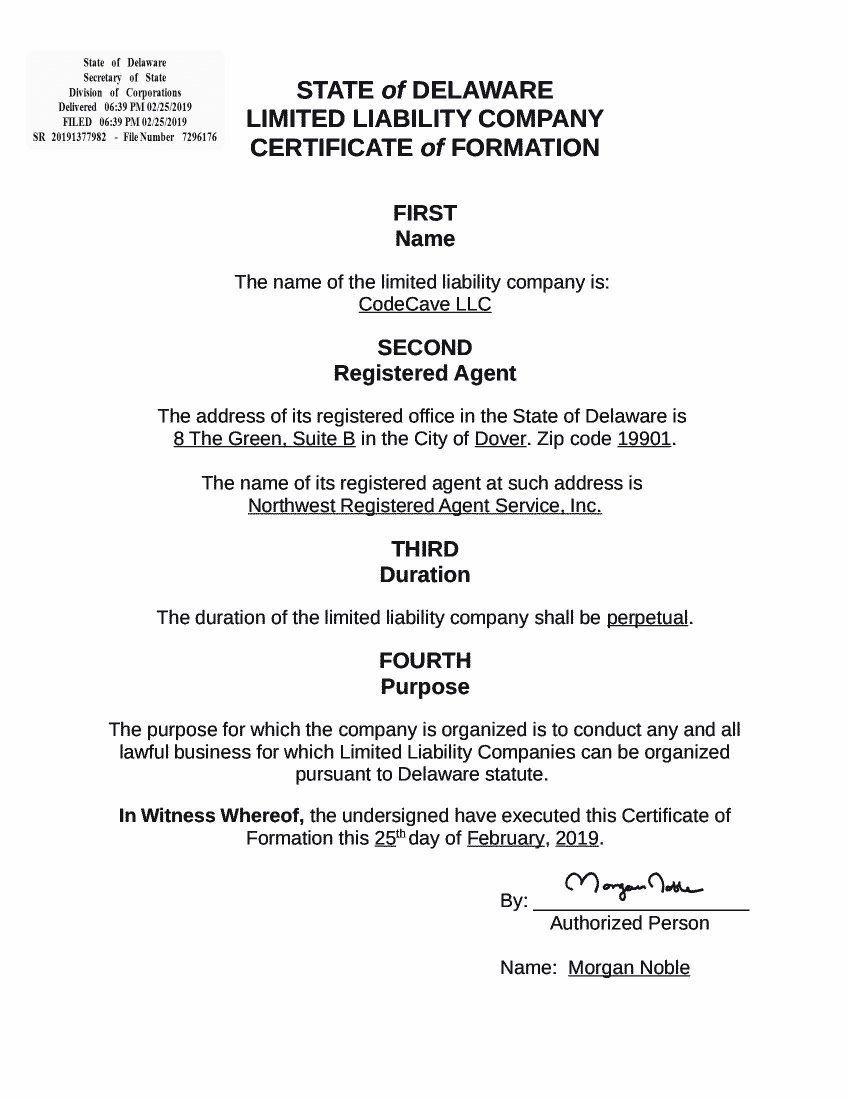 State of Delaware
Secretary of State
Division of Corporations
Delivered 06:39 PM 02/25/2019
FILED 06:39 PM 02/25/2019
SR 20191377982 - File Number 7296176
STATE of DELAWARE
LIMITED LIABILITY COMPANY
CERTIFICATE of FORMATION
FIRST
Name
The name of the limited liability company is:
CodeCave LLC
SECOND
Registered Agent
The address of its registered office in the State of Delaware is
8 The Green, Suite B in the City of Dover. Zip code 19901.
The name of its registered agent at such address is
Northwest Registered Agent Service, Inc.
THIRD
Duration
The duration of the limited liability company shall be perpetual.
FOURTH
Purpose
The purpose for which the company is organized is to conduct any and all
lawful business for which Limited Liability Companies can be organized
pursuant to Delaware statute.
In Witness Whereof, the undersigned have executed this Certificate of
Formation this 25th day of February, 2019.
Morgan Noble
By:
Authorized Person
Name: Morgan Noble